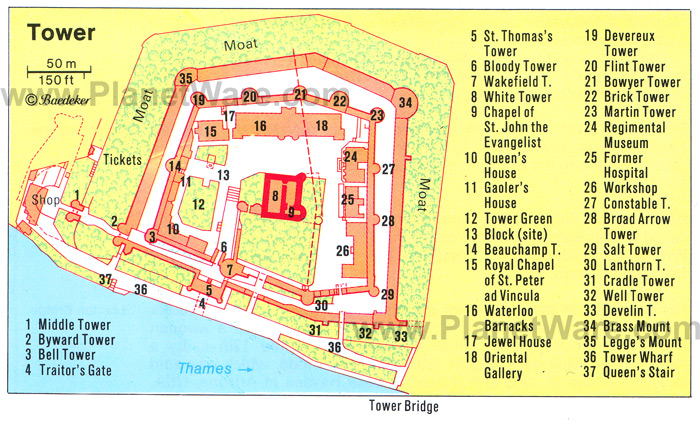 Tower
50 m
150 ft
© Baedeker
www.PlanetWare.com
Moat
Moat
Moat
Tickets
Shop
35
19
20
21
22
23
34
17
15
16
18
24
14
11
13
27
25
12
8
9
28
1
2
3
10
6
7
26
5
4
30
29
37
36
31
32
33
36
Thames →
Tower Bridge
www.PlanetWare.com
1 Middle Tower
2 Byward Tower
3 Bell Tower
4 Traitor's Gate
5 St. Thomas's
Tower
6 Bloody Tower
7 Wakefield T.
8 White Tower
9 Chapel of
St. John the
Evangelist
10 Queen's
House
11 Gaoler's
House
12 Tower Green
13 Block (site)
14 Beauchamp T.
15 Royal Chapel
of St. Peter
ad Vincula
16 Waterloo
Barracks
17 Jewel House
18 Oriental
Gallery
19 Devereux
Tower
20 Flint Tower
21 Bowyer Tower
22 Brick Tower
23 Martin Tower
24 Regimental
Museum
25 Former
Hospital
26 Workshop
27 Constable T.
28 Broad Arrow
Tower
29 Salt Tower
30 Lanthorn T.
31 Cradle Tower
32 Well Tower
33 Develin T.
34 Brass Mount
35 Legge's Mount
36 Tower Wharf
37 Queen's Stair